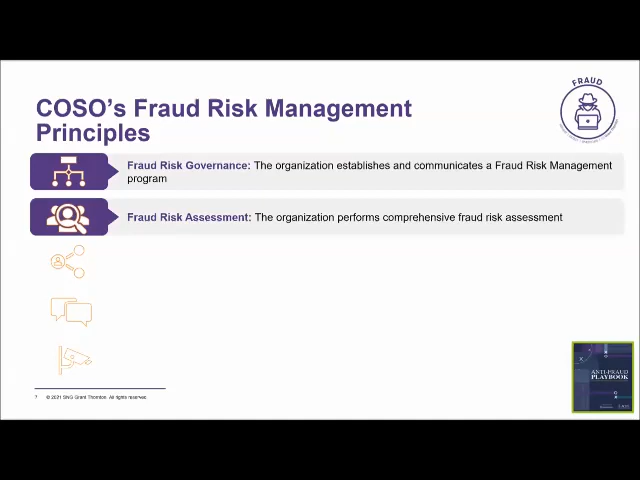 FRAUD
COSO's Fraud Risk Management
Principles
Fraud Risk Governance: The organization establishes and communicates a Fraud Risk Management
program
Fraud Risk Assessment: The organization performs comprehensive fraud risk assessment
ANTI-FRAUD
PLAYBOOK
7 © 2021 SNG Grant Thornton. All rights reserved.